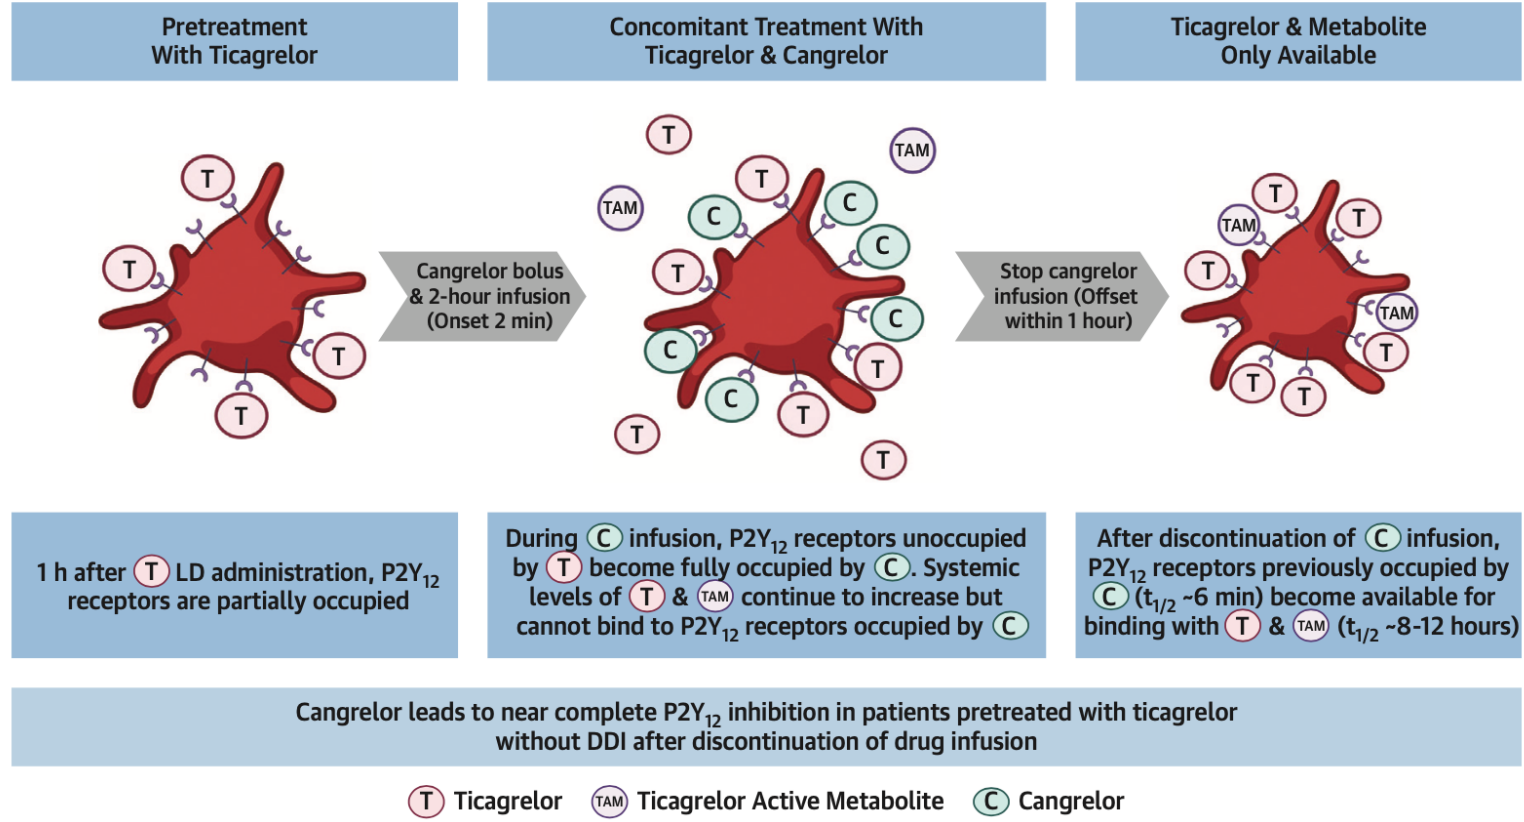 Pretreatment
With Ticagrelor
Concomitant Treatment With
Ticagrelor & Cangrelor
Ticagrelor & Metabolite
Only Available
T
T
T
T
Cangrelor bolus
& 2-hour infusion
(Onset 2 min)
T
TAM
TAM
T
C
C
C
T
C
C
T
C
T
T
T
Stop cangrelor
infusion (Offset
within 1 hour)
T
TAM
T
T
TAM
T
T
T
1 h after T LD administration, P2Y12
receptors are partially occupied
During C infusion, P2Y12 receptors unoccupied
by T become fully occupied by C. Systemic
levels of T & TAM continue to increase but
cannot bind to P2Y12 receptors occupied by C
After discontinuation of C infusion,
P2Y12 receptors previously occupied by
C (t1/2 ~6 min) become available for
binding with T & TAM (t1/2 ~8-12 hours)
Cangrelor leads to near complete P2Y12 inhibition in patients pretreated with ticagrelor
without DDI after discontinuation of drug infusion
T Ticagrelor TAM Ticagrelor Active Metabolite C Cangrelor